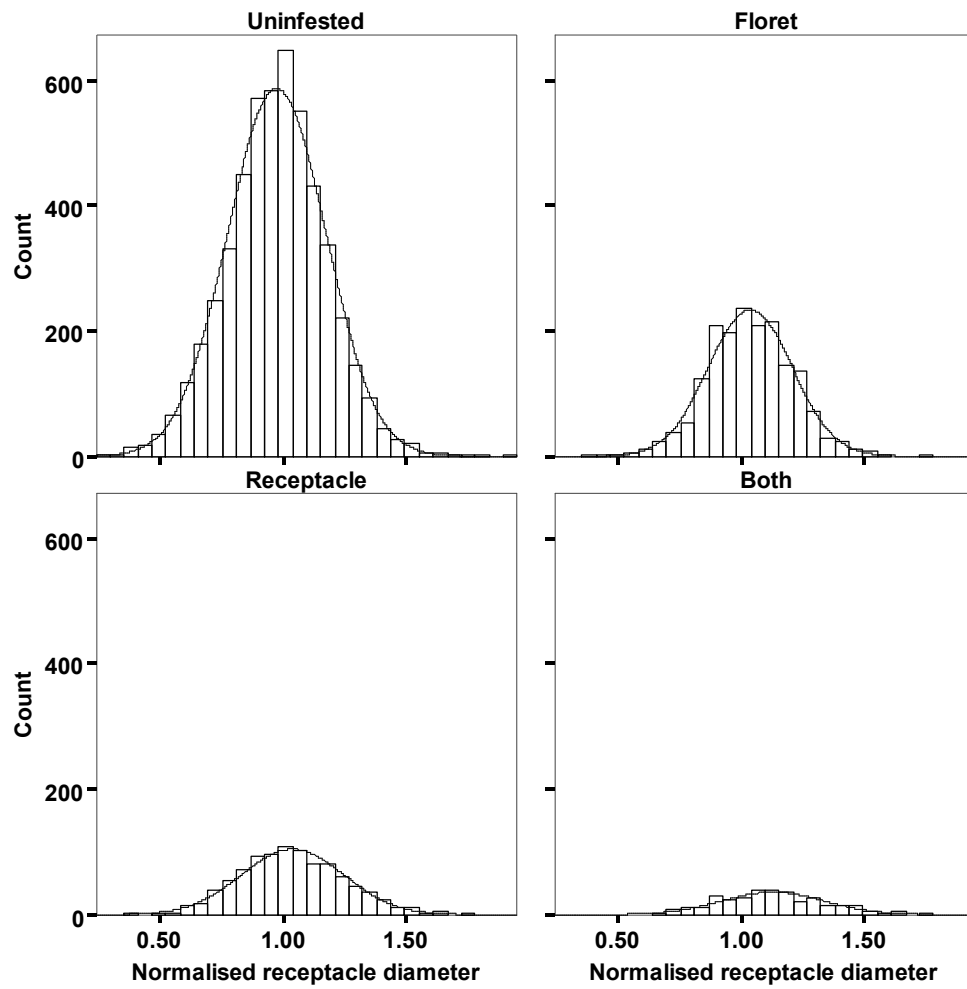 Uninfested Floret
600
400
200
0
Count
Receptacle Both
600
400
200
0
Count
0.50 1.00 1.50 0.50 1.00 1.50
Normalised receptacle diameter Normalised receptacle diameter